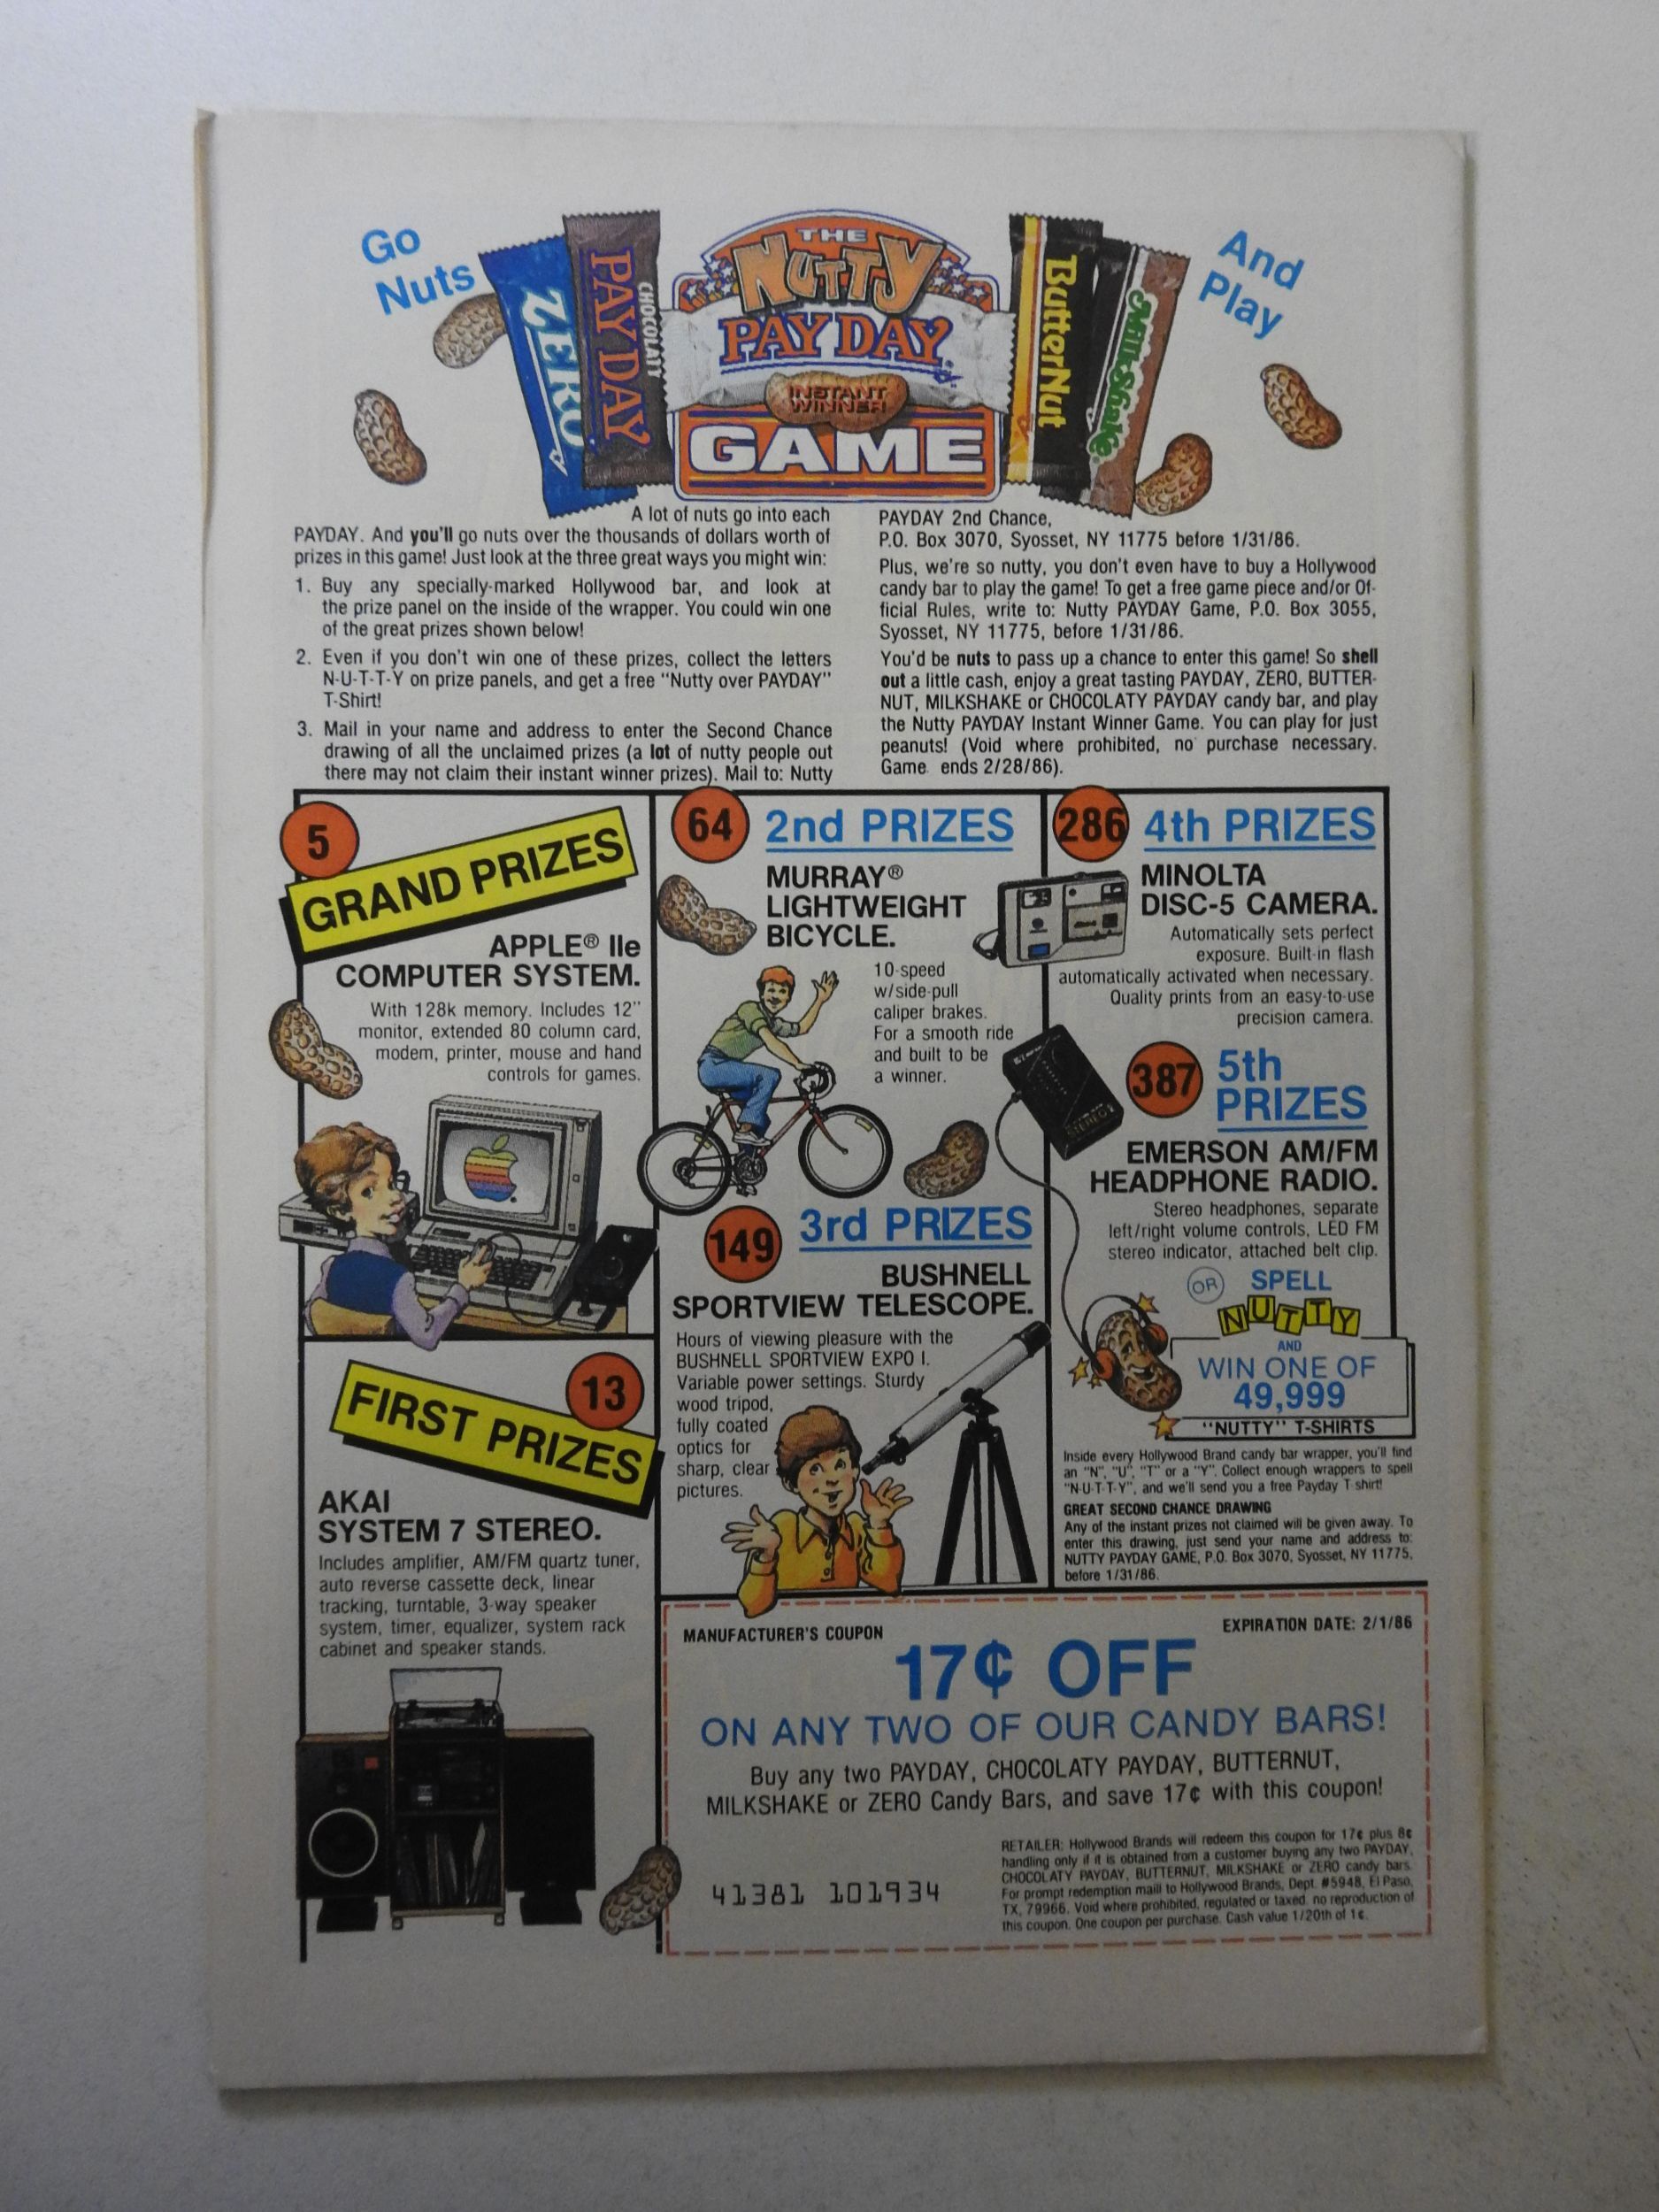 Go
Nuts
And
Play
ZERO
CHOCOLATY
PAYDAY
THE
NUTTY
PAYDAY
INSTANT
WINNER
GAME
ButterNut
Milk-Shake
A lot of nuts go into each
PAYDAY. And you'll go nuts over the thousands of dollars worth of
prizes in this game! Just look at the three great ways you might win:
1. Buy any specially-marked Hollywood bar, and look at
the prize panel on the inside of the wrapper. You could win one
of the great prizes shown below!
2. Even if you don't win one of these prizes, collect the letters
N-U-T-T-Y on prize panels, and get a free "Nutty over PAYDAY"
T-Shirt!
3. Mail in your name and address to enter the Second Chance
drawing of all the unclaimed prizes (a lot of nutty people out
there may not claim their instant winner prizes). Mail to: Nutty
PAYDAY 2nd Chance,
P.O. Box 3070, Syosset, NY 11775 before 1/31/86.
Plus, we're so nutty, you don't even have to buy a Hollywood
candy bar to play the game! To get a free game piece and/or Of-
ficial Rules, write to: Nutty PAYDAY Game, P.O. Box 3055,
Syosset, NY 11775, before 1/31/86.
You'd be nuts to pass up a chance to enter this game! So shell
out a little cash, enjoy a great tasting PAYDAY, ZERO, BUTTER-
NUT, MILKSHAKE or CHOCOLATY PAYDAY candy bar, and play
the Nutty PAYDAY Instant Winner Game. You can play for just
peanuts! (Void where prohibited, no purchase necessary.
Game ends 2/28/86).
5
GRAND PRIZES
APPLE® IIe
COMPUTER SYSTEM.
With 128k memory. Includes 12"
monitor, extended 80 column card,
modem, printer, mouse and hand
controls for games.
13
FIRST PRIZES
AKAI
SYSTEM 7 STEREO.
Includes amplifier, AM/FM quartz tuner,
auto reverse cassette deck, linear
tracking, turntable, 3-way speaker
system, timer, equalizer, system rack
cabinet and speaker stands.
64
2nd PRIZES
MURRAY®
LIGHTWEIGHT
BICYCLE.
10-speed
w/side-pull
caliper brakes.
For a smooth ride
and built to be
a winner.
149
3rd PRIZES
BUSHNELL
SPORTVIEW TELESCOPE.
Hours of viewing pleasure with the
BUSHNELL SPORTVIEW EXPO I.
Variable power settings. Sturdy
wood tripod,
fully coated
optics for
sharp, clear
pictures.
286
4th PRIZES
MINOLTA
DISC-5 CAMERA.
Automatically sets perfect
exposure. Built-in flash
automatically activated when necessary.
Quality prints from an easy-to-use
precision camera.
387
5th
PRIZES
STEREO
EMERSON AM/FM
HEADPHONE RADIO.
Stereo headphones, separate
left/right volume controls, LED FM
stereo indicator, attached belt clip.
OR
SPELL
NUTTY
AND
WIN ONE OF
49,999
"NUTTY" T-SHIRTS
Inside every Hollywood Brand candy bar wrapper, you'll find
an "N", "U", "T" or a "Y". Collect enough wrappers to spell
"N-U-T-T-Y", and we'll send you a free Payday T-shirt!
GREAT SECOND CHANCE DRAWING
Any of the instant prizes not claimed will be given away. To
enter this drawing, just send your name and address to:
NUTTY PAYDAY GAME, P.O. Box 3070, Syosset, NY 11775,
before 1/31/86.
MANUFACTURER'S COUPON
EXPIRATION DATE: 2/1/86
17¢ OFF
ON ANY TWO OF OUR CANDY BARS!
Buy any two PAYDAY, CHOCOLATY PAYDAY, BUTTERNUT,
MILKSHAKE or ZERO Candy Bars, and save 17¢ with this coupon!
41381 101934
RETAILER: Hollywood Brands will redeem this coupon for 17¢ plus 8¢
handling only if it is obtained from a customer buying any two PAYDAY,
CHOCOLATY PAYDAY, BUTTERNUT, MILKSHAKE or ZERO candy bars.
For prompt redemption maill to Hollywood Brands, Dept. #5948, El Paso,
TX, 79966. Void where prohibited, regulated or taxed, no reproduction of
this coupon. One coupon per purchase. Cash value 1/20th of 1¢.